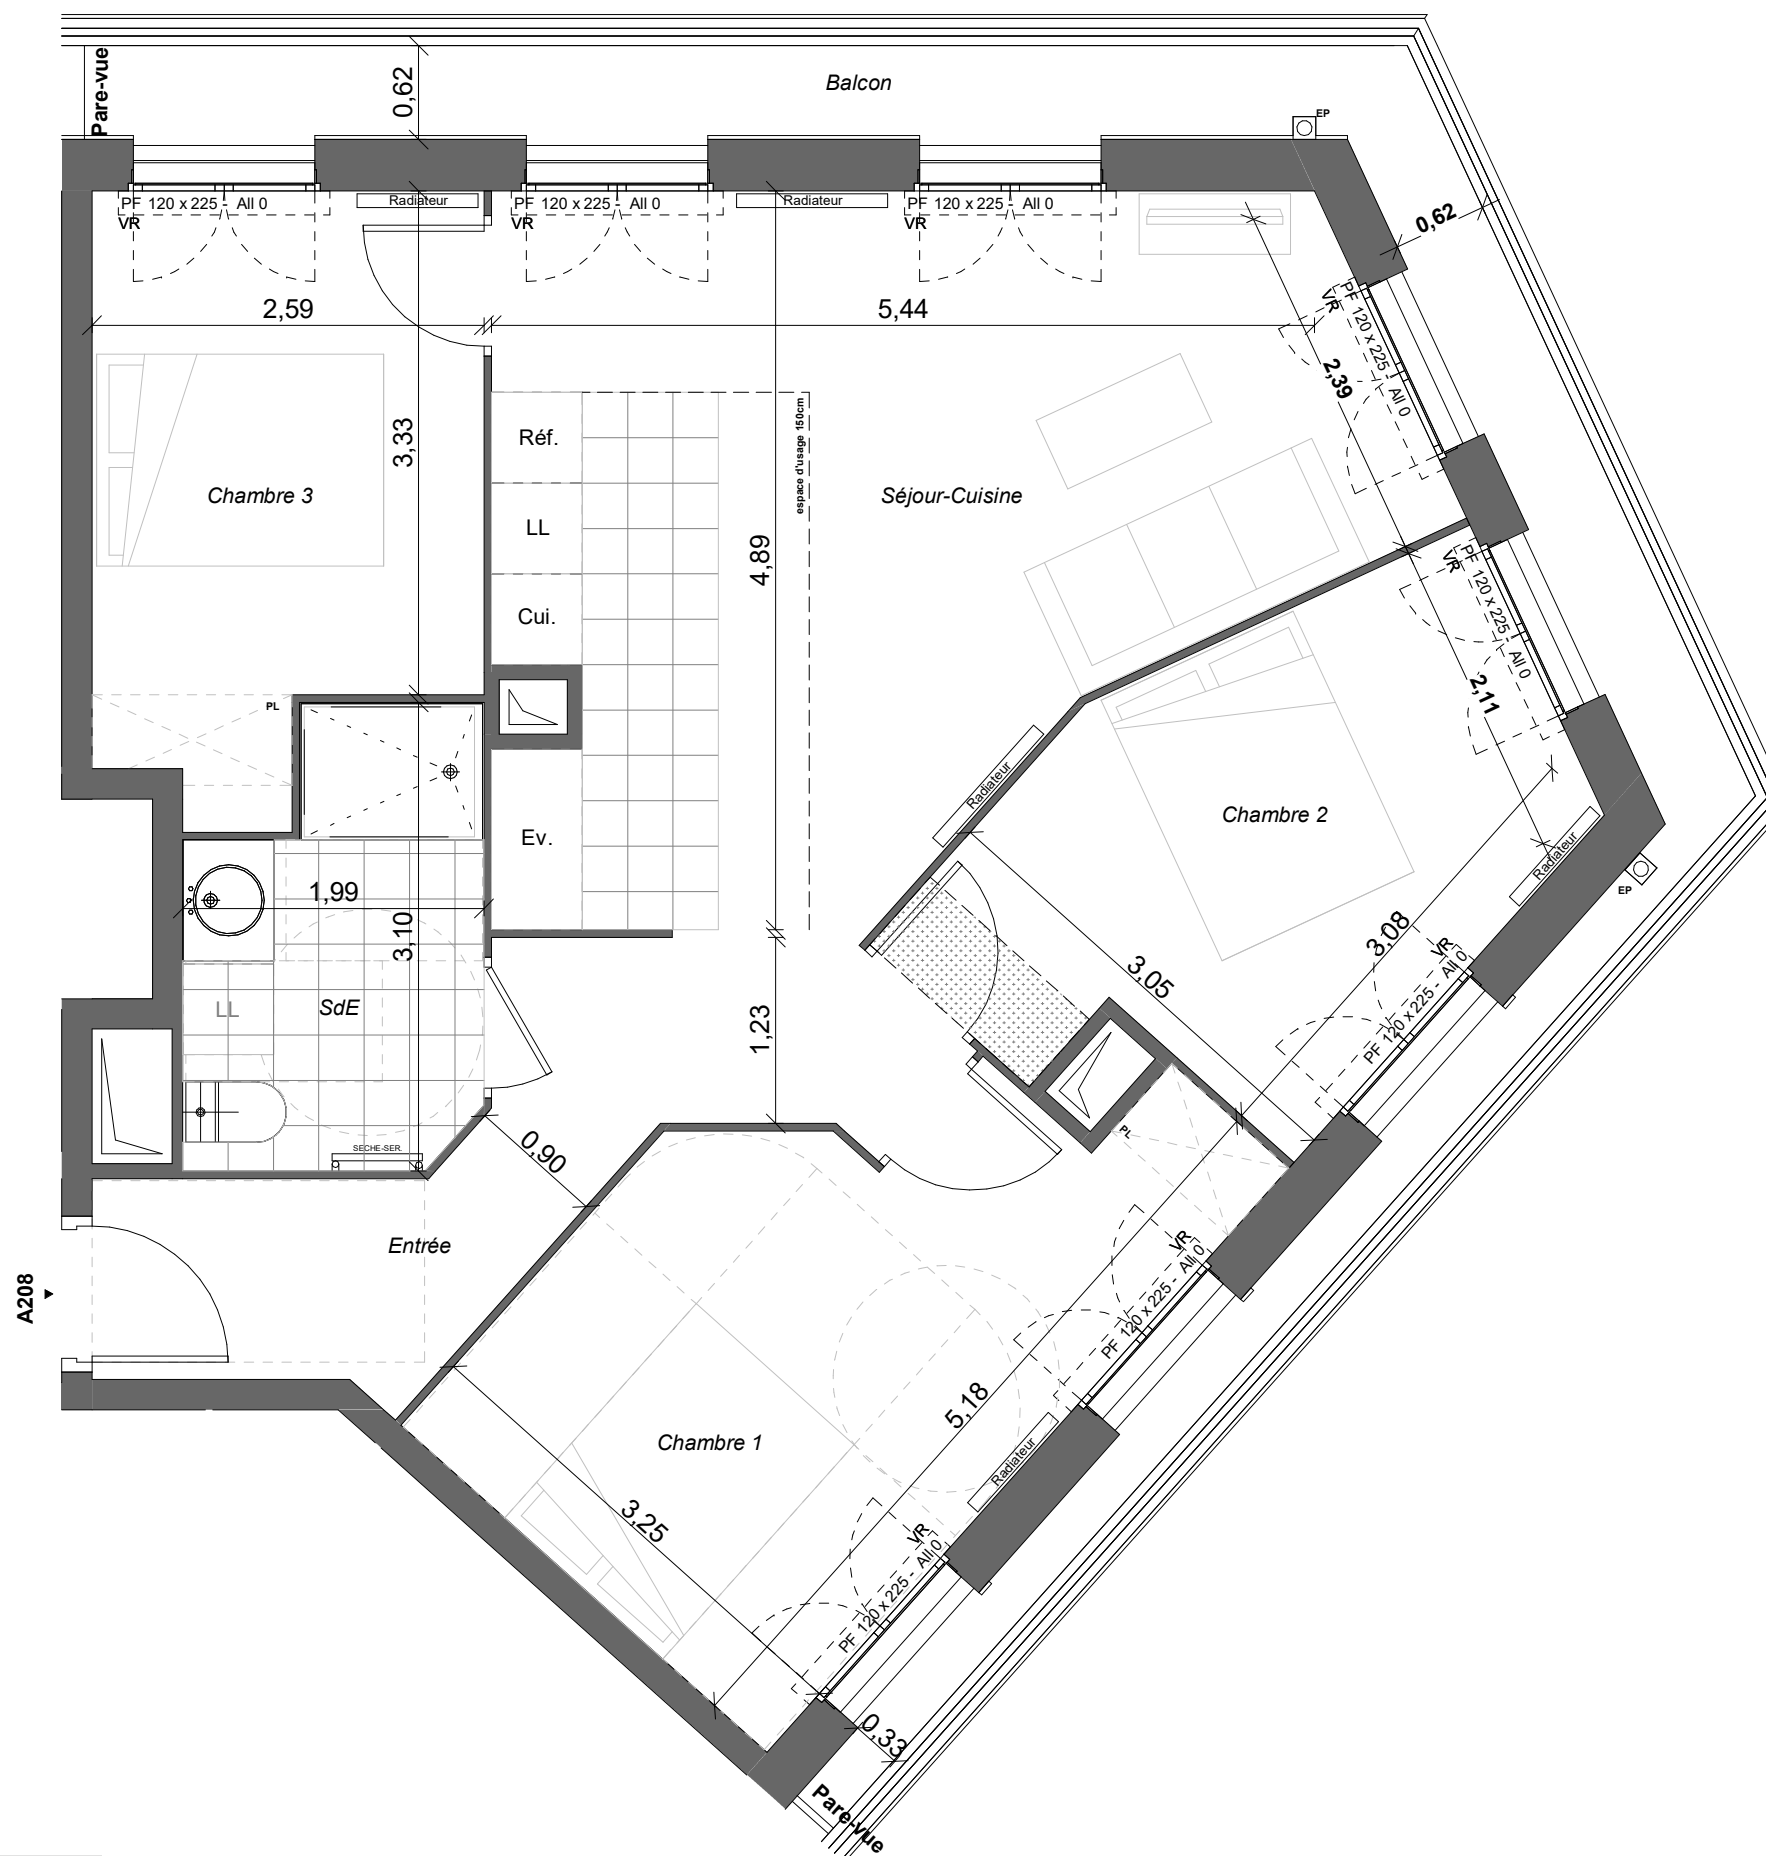 Pare-vue
0,62
Balcon
EP
PF 120 x 225 - All 0
VR
Radiateur
PF 120 x 225 - All 0
VR
Radiateur
PF 120 x 225 - All 0
VR
0,62
2,59
5,44
VR
PF 120 x 225 - All 0
2,39
3,33
Réf.
espace d'usage 150cm
Chambre 3
Séjour-Cuisine
LL
4,89
VR
PF 120 x 225 - All 0
Cui.
2,11
PL
Radiateur
Chambre 2
Ev.
Radiateur
EP
1,99
3,10
3,08
VR
PF 120 x 225 - All 0
3,05
LL
SdE
1,23
PL
SECHE-SER.
0,90
Entrée
VR
PF 120 x 225 - All 0
A208
5,18
Chambre 1
Radiateur
3,25
VR
PF 120 x 225 - All 0
0,33
Pare-vue